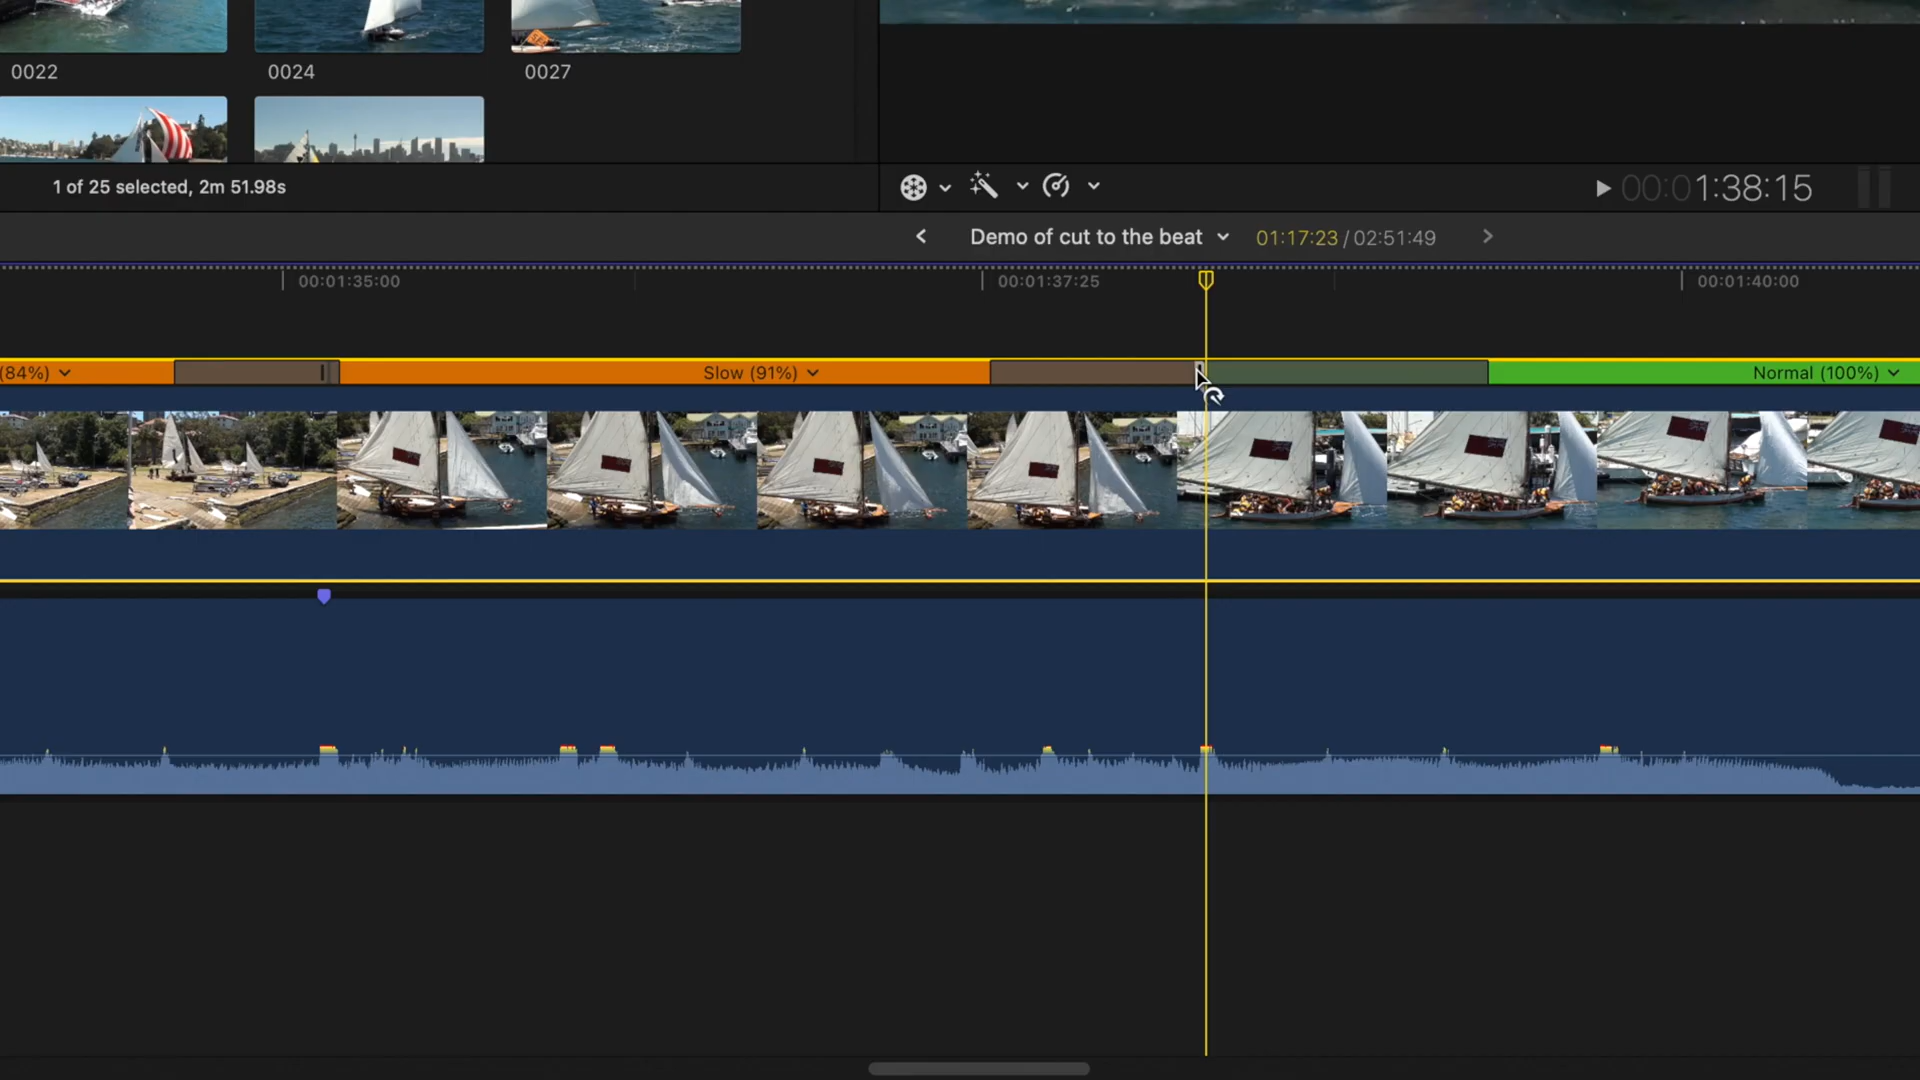 0022
0024
0027
1 of 25 selected, 2m 51.98s
00:01:38:15
Demo of cut to the beat
01:17:23 / 02:51:49
00:01:35:00
00:01:37:25
00:01:40:00
(84%)
Slow (91%)
Normal (100%)